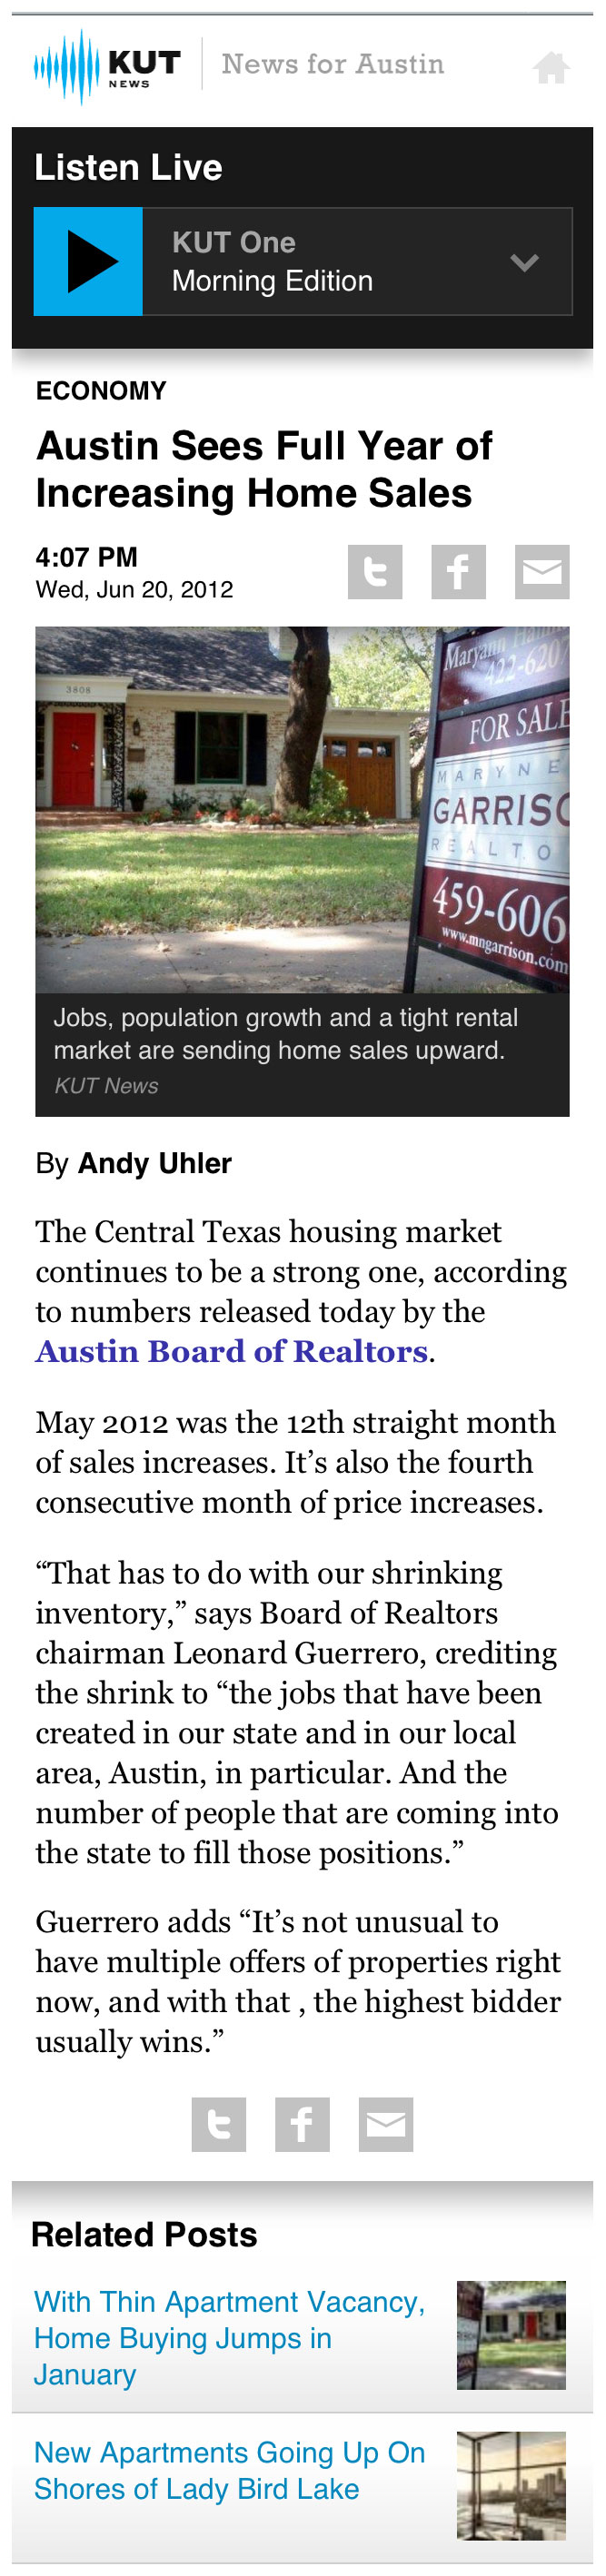 KUT
NEWS
News for Austin
Listen Live
KUT One
Morning Edition
ECONOMY
Austin Sees Full Year of
Increasing Home Sales
4:07 PM
Wed, Jun 20, 2012
3808
Maryann
422-620
FOR SALE
MARYNE
GARRISO
REALTO
459-606
www.mngarrison.com
Jobs, population growth and a tight rental
market are sending home sales upward.
KUT News
By Andy Uhler
The Central Texas housing market
continues to be a strong one, according
to numbers released today by the
Austin Board of Realtors.
May 2012 was the 12th straight month
of sales increases. It’s also the fourth
consecutive month of price increases.
“That has to do with our shrinking
inventory,” says Board of Realtors
chairman Leonard Guerrero, crediting
the shrink to “the jobs that have been
created in our state and in our local
area, Austin, in particular. And the
number of people that are coming into
the state to fill those positions.”
Guerrero adds “It’s not unusual to
have multiple offers of properties right
now, and with that , the highest bidder
usually wins.”
Related Posts
With Thin Apartment Vacancy,
Home Buying Jumps in
January
New Apartments Going Up On
Shores of Lady Bird Lake